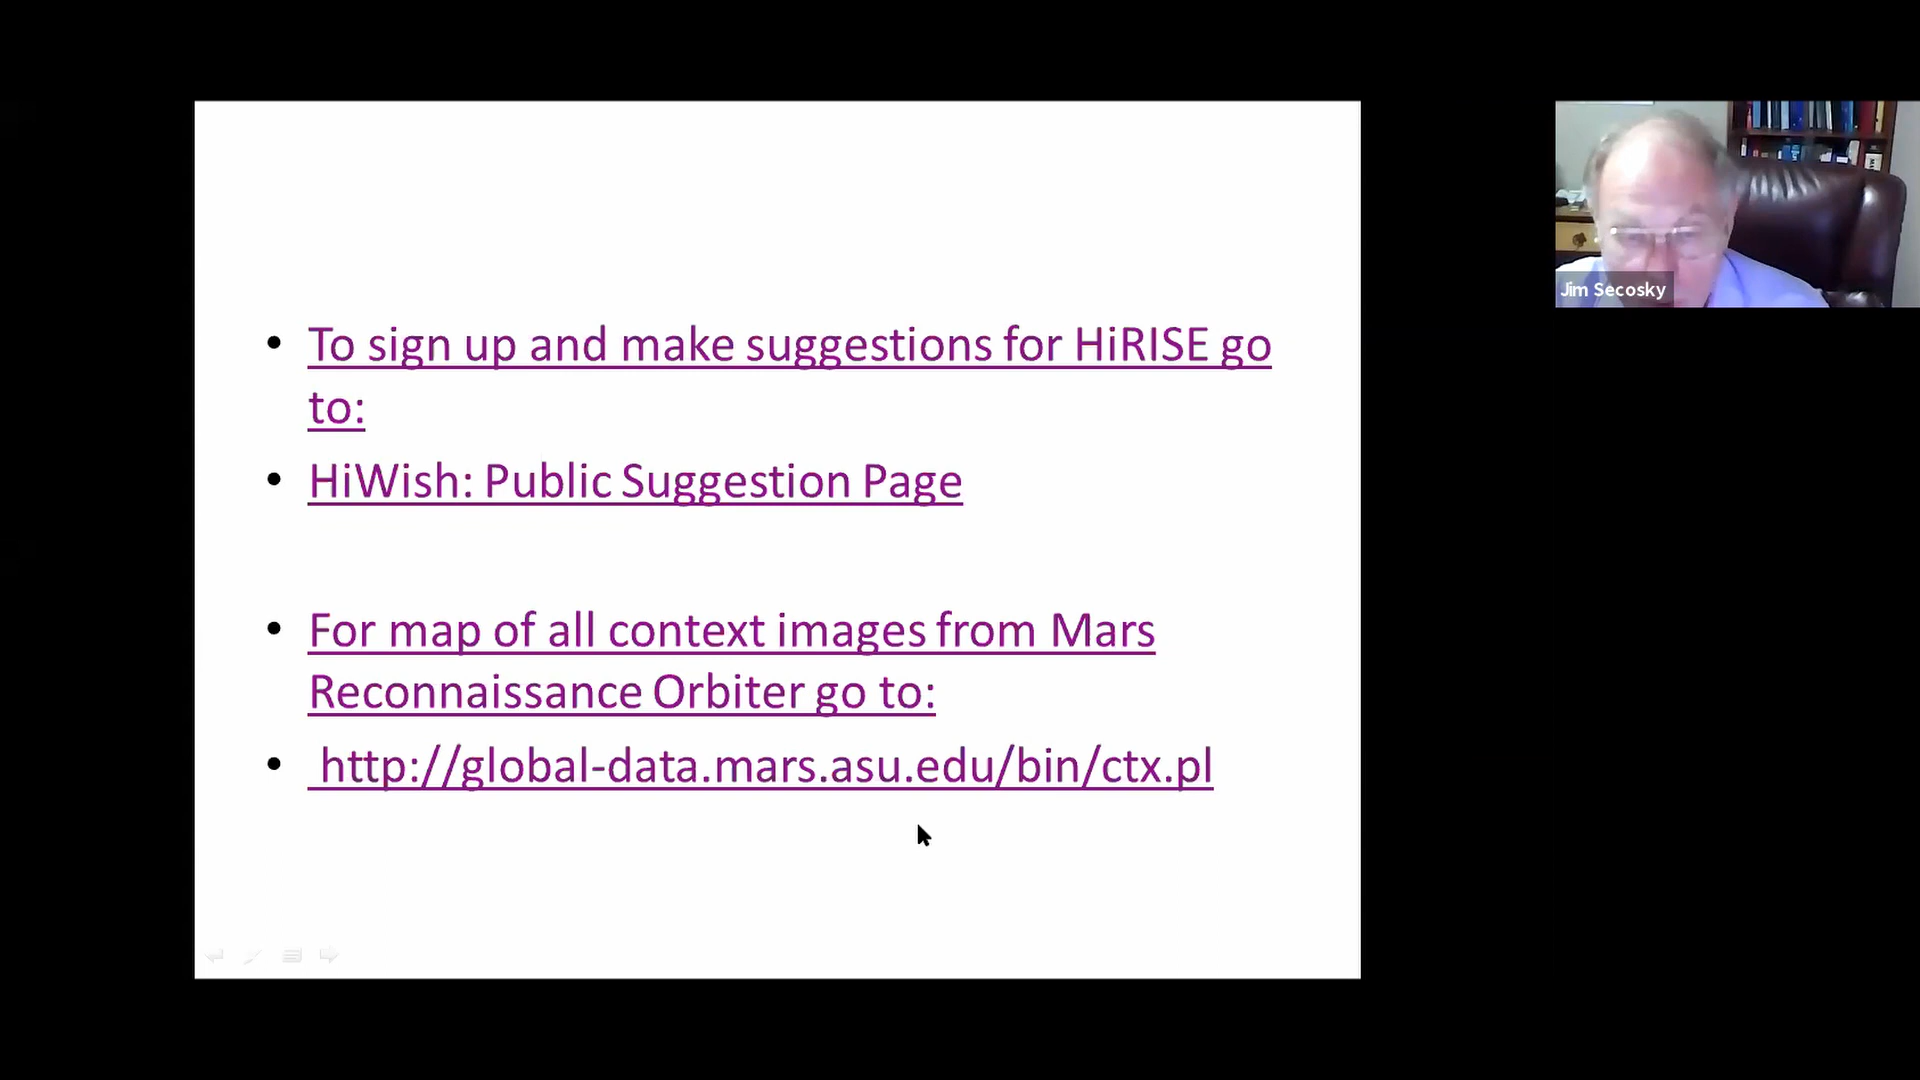 To sign up and make suggestions for HiRISE go
to:
HiWish: Public Suggestion Page
For map of all context images from Mars
Reconnaissance Orbiter go to:
http://global-data.mars.asu.edu/bin/ctx.pl
Jim Secosky